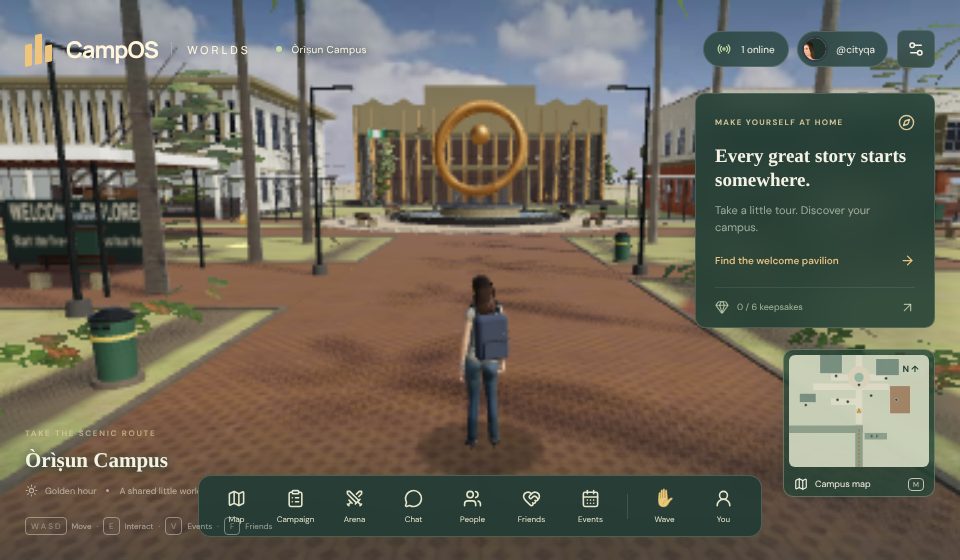 CampOS
WORLDS
Òrìṣun Campus
1 online
@cityqa
MAKE YOURSELF AT HOME
Every great story starts
somewhere.
Take a little tour. Discover your
campus.
Find the welcome pavilion
0 / 6 keepsakes
N ↑
Campus map
M
TAKE THE SCENIC ROUTE
Òrìṣun Campus
Golden hour • A shared little
WASD Move · E Interact · V Events · F Friends
Map
Campaign
Arena
Chat
People
Friends
Events
Wave
You